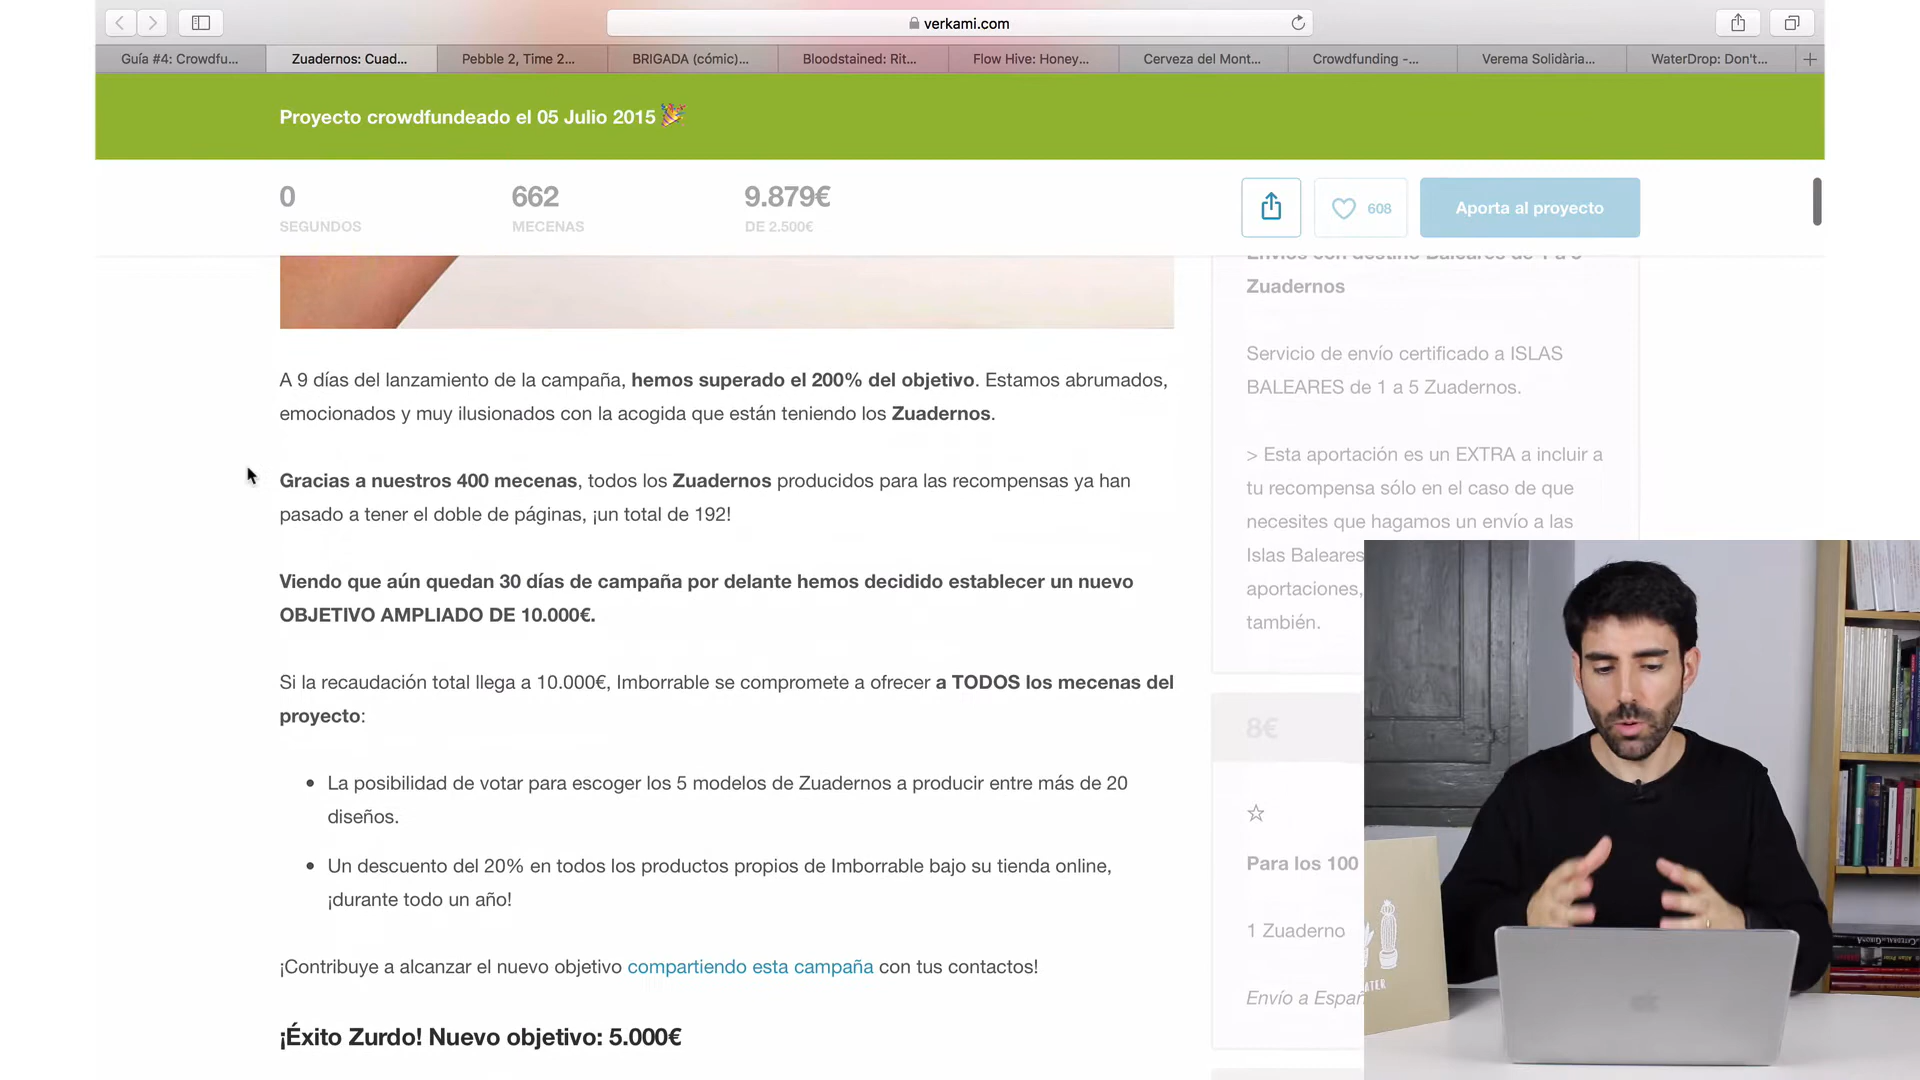 verkami.com
Guía #4: Crowdfu...
Zuadernos: Cuad...
Pebble 2, Time 2...
BRIGADA (cómic)...
Bloodstained: Rit...
Flow Hive: Honey...
Cerveza del Mont...
Crowdfunding -...
Verema Solidària...
WaterDrop: Don't...
Proyecto crowdfundeado el 05 Julio 2015
0
SEGUNDOS
662
MECENAS
9.879€
DE 2.500€
608
Aporta al proyecto
A 9 días del lanzamiento de la campaña, hemos superado el 200% del objetivo. Estamos abrumados,
emocionados y muy ilusionados con la acogida que están teniendo los Zuadernos.
Gracias a nuestros 400 mecenas, todos los Zuadernos producidos para las recompensas ya han
pasado a tener el doble de páginas, ¡un total de 192!
Viendo que aún quedan 30 días de campaña por delante hemos decidido establecer un nuevo
OBJETIVO AMPLIADO DE 10.000€.
Si la recaudación total llega a 10.000€, Imborrable se compromete a ofrecer a TODOS los mecenas del
proyecto:
• La posibilidad de votar para escoger los 5 modelos de Zuadernos a producir entre más de 20
diseños.
• Un descuento del 20% en todos los productos propios de Imborrable bajo su tienda online,
¡durante todo un año!
¡Contribuye a alcanzar el nuevo objetivo compartiendo esta campaña con tus contactos!
¡Éxito Zurdo! Nuevo objetivo: 5.000€
Envíos con destino Baleares de 1 a 5
Zuadernos
Servicio de envío certificado a ISLAS
BALEARES de 1 a 5 Zuadernos.
> Esta aportación es un EXTRA a incluir a
tu recompensa sólo en el caso de que
necesites que hagamos un envío a las
Islas Baleares
aportaciones,
también.
8€
Para los 100
1 Zuaderno
Envío a Españ